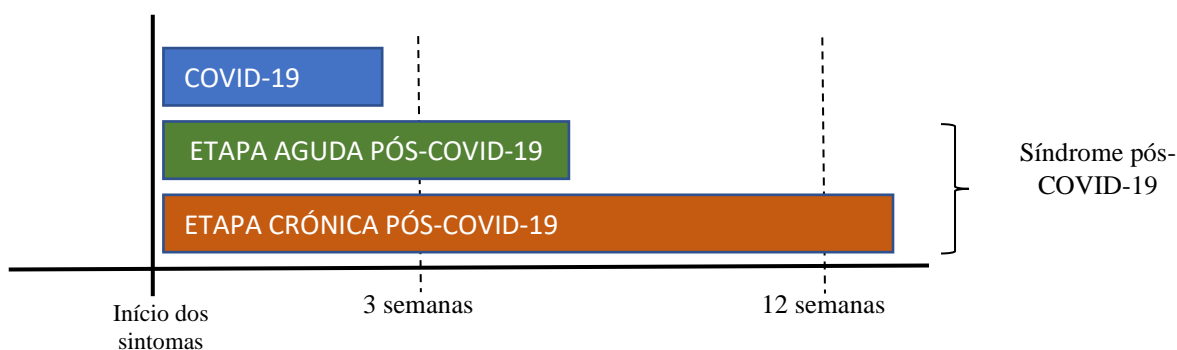 COVID-19
ETAPA AGUDA PÓS-COVID-19
ETAPA CRÓNICA PÓS-COVID-19
Síndrome pós-
COVID-19
Início dos
sintomas
3 semanas
12 semanas